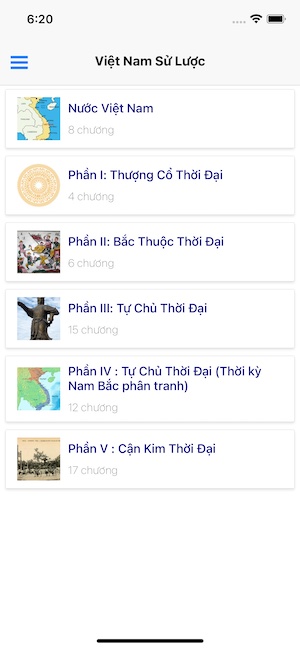 6:20
Việt Nam Sử Lược
Nước Việt Nam
8 chương
Phần I: Thượng Cổ Thời Đại
4 chương
Phần II: Bắc Thuộc Thời Đại
6 chương
Phần III: Tự Chủ Thời Đại
15 chương
Phần IV : Tự Chủ Thời Đại (Thời kỳ
Nam Bắc phân tranh)
12 chương
Phần V : Cận Kim Thời Đại
17 chương